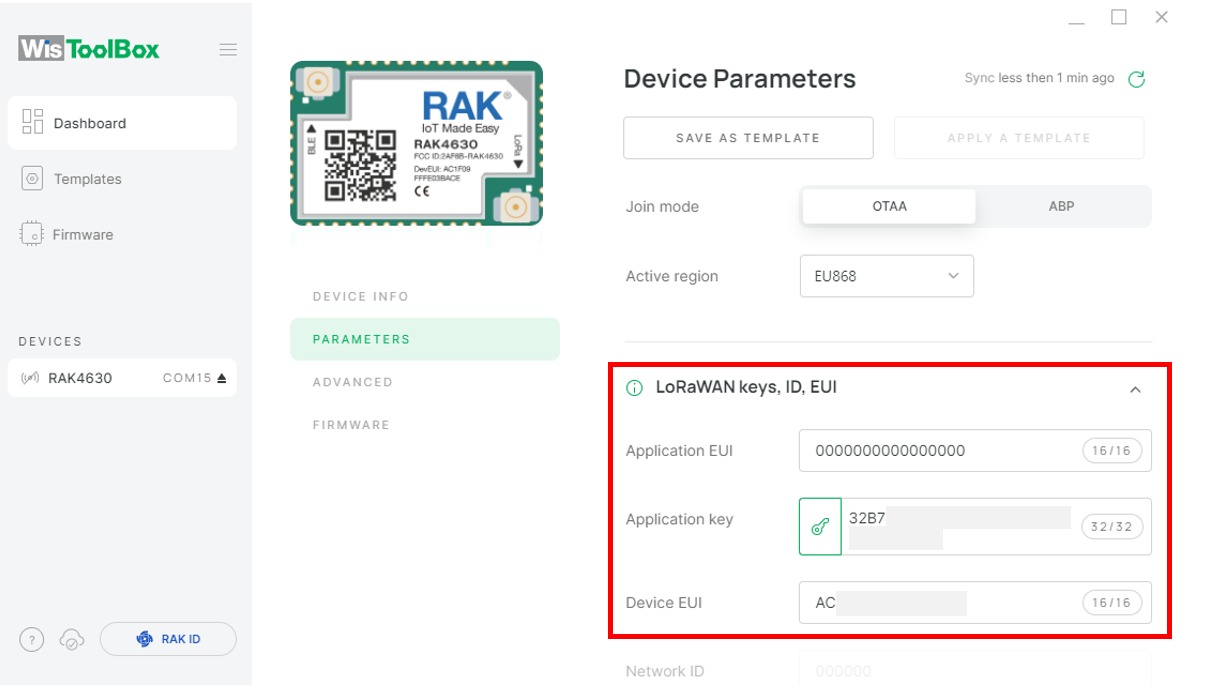 WisToolBox
Dashboard
Templates
Firmware
DEVICES
RAK4630 COM15
?
RAK ID
RAK®
IoT Made Easy
RAK4630
FCC ID:2AF6B-RAK4630
DevEUI: AC1F09
FFFE03BACE
CE
BLE
LoRa
DEVICE INFO
PARAMETERS
ADVANCED
FIRMWARE
Device Parameters
Sync less then 1 min ago
SAVE AS TEMPLATE
APPLY A TEMPLATE
Join mode
OTAA
ABP
Active region
EU868
LoRaWAN keys, ID, EUI
Application EUI
0000000000000000
16/16
Application key
32B7
32/32
Device EUI
AC
16/16
Network ID
000000